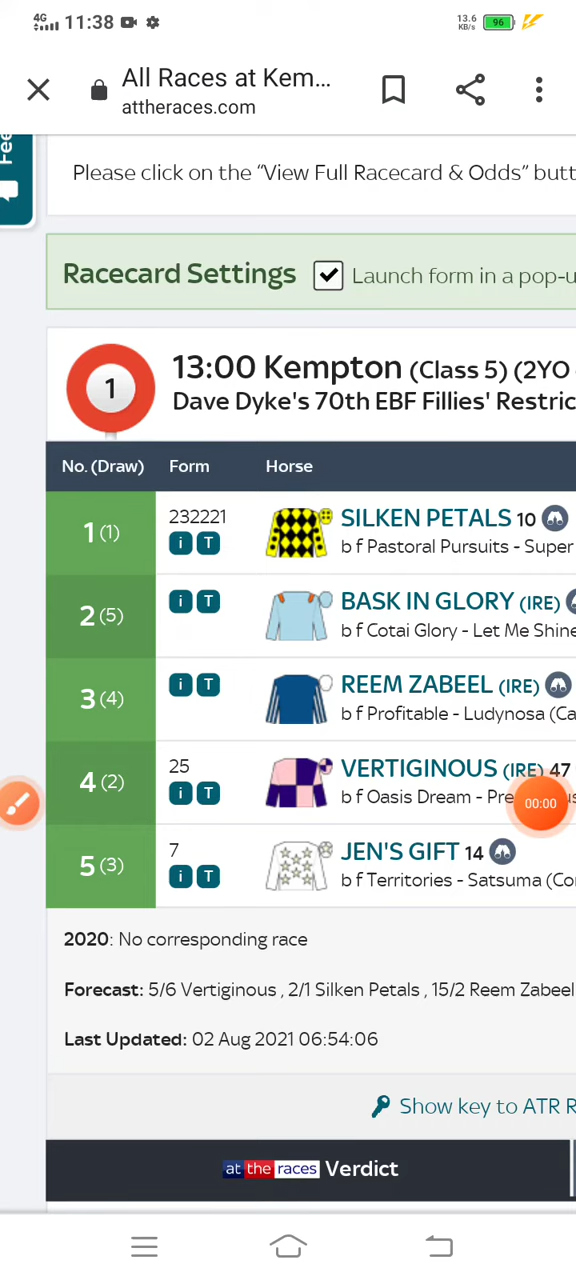 4G 11:38 13.6 KB/s 96
All Races at Kem...
attheraces.com
Please click on the “View Full Racecard & Odds” butt
Racecard Settings Launch form in a pop-u
1 13:00 Kempton (Class 5) (2YO
Dave Dyke's 70th EBF Fillies' Restric
No. (Draw) Form Horse
1 (1) 232221 SILKEN PETALS 10
i T b f Pastoral Pursuits - Super
2 (5) i T BASK IN GLORY (IRE)
b f Cotai Glory - Let Me Shine
3 (4) i T REEM ZABEEL (IRE)
b f Profitable - Ludynosa (Ca
4 (2) 25 VERTIGINOUS (IRE) 47
i T b f Oasis Dream - Pre
00:00
5 (3) 7 JEN'S GIFT 14
i T b f Territories - Satsuma (Co
2020: No corresponding race
Forecast: 5/6 Vertiginous , 2/1 Silken Petals , 15/2 Reem Zabeel
Last Updated: 02 Aug 2021 06:54:06
Show key to ATR R
at the races Verdict